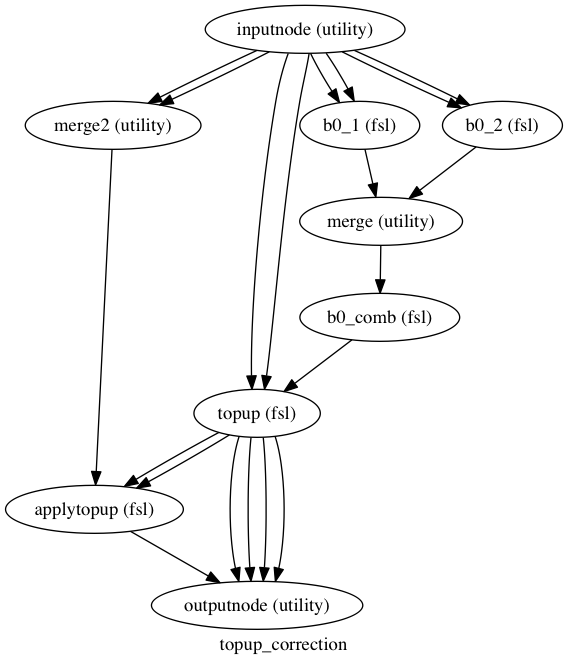 inputnode (utility)
merge2 (utility)
b0_1 (fsl)
b0_2 (fsl)
merge (utility)
b0_comb (fsl)
topup (fsl)
applytopup (fsl)
outputnode (utility)
topup_correction